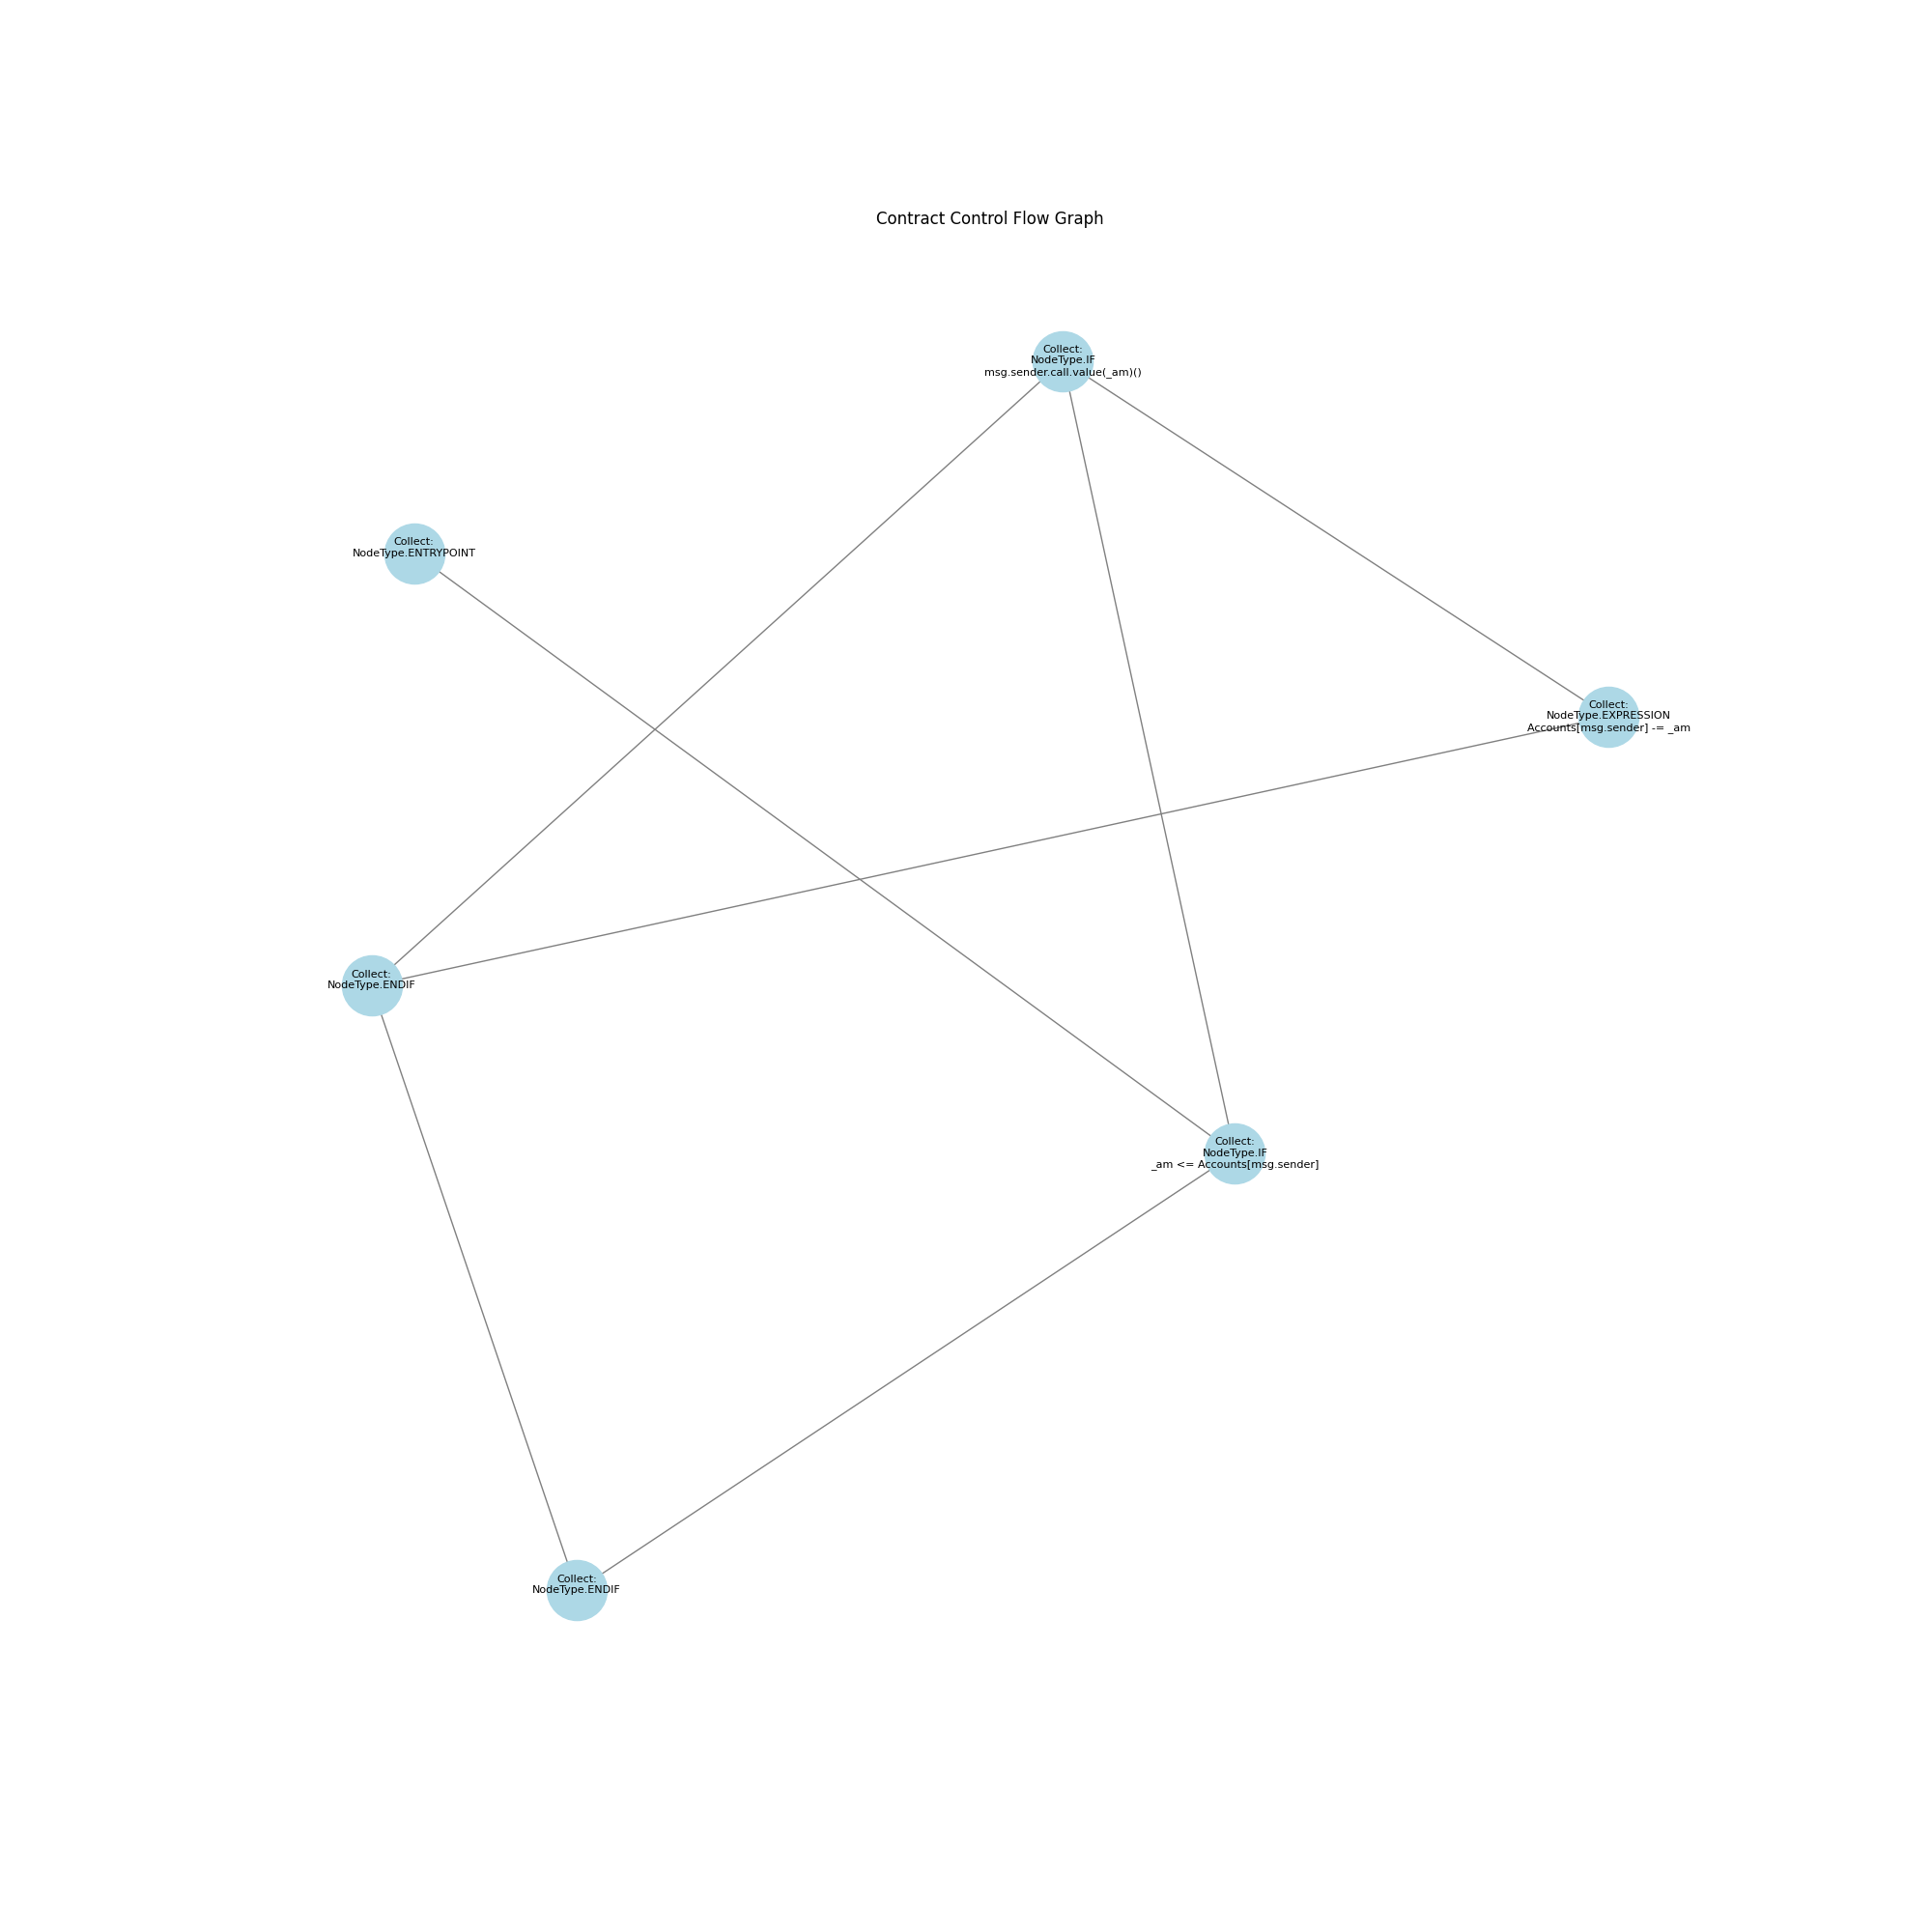 Contract Control Flow Graph
Collect:
NodeType.IF
msg.sender.call.value(_am)()
Collect:
NodeType.ENTRYPOINT
Collect:
NodeType.EXPRESSION
Accounts[msg.sender] -= _am
Collect:
NodeType.ENDIF
Collect:
NodeType.IF
_am <= Accounts[msg.sender]
Collect:
NodeType.ENDIF